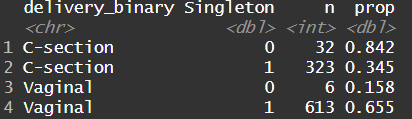 delivery_binary Singleton n prop
<chr> <dbl> <int> <dbl>
1 C-section 0 32 0.842
2 C-section 1 323 0.345
3 Vaginal 0 6 0.158
4 Vaginal 1 613 0.655